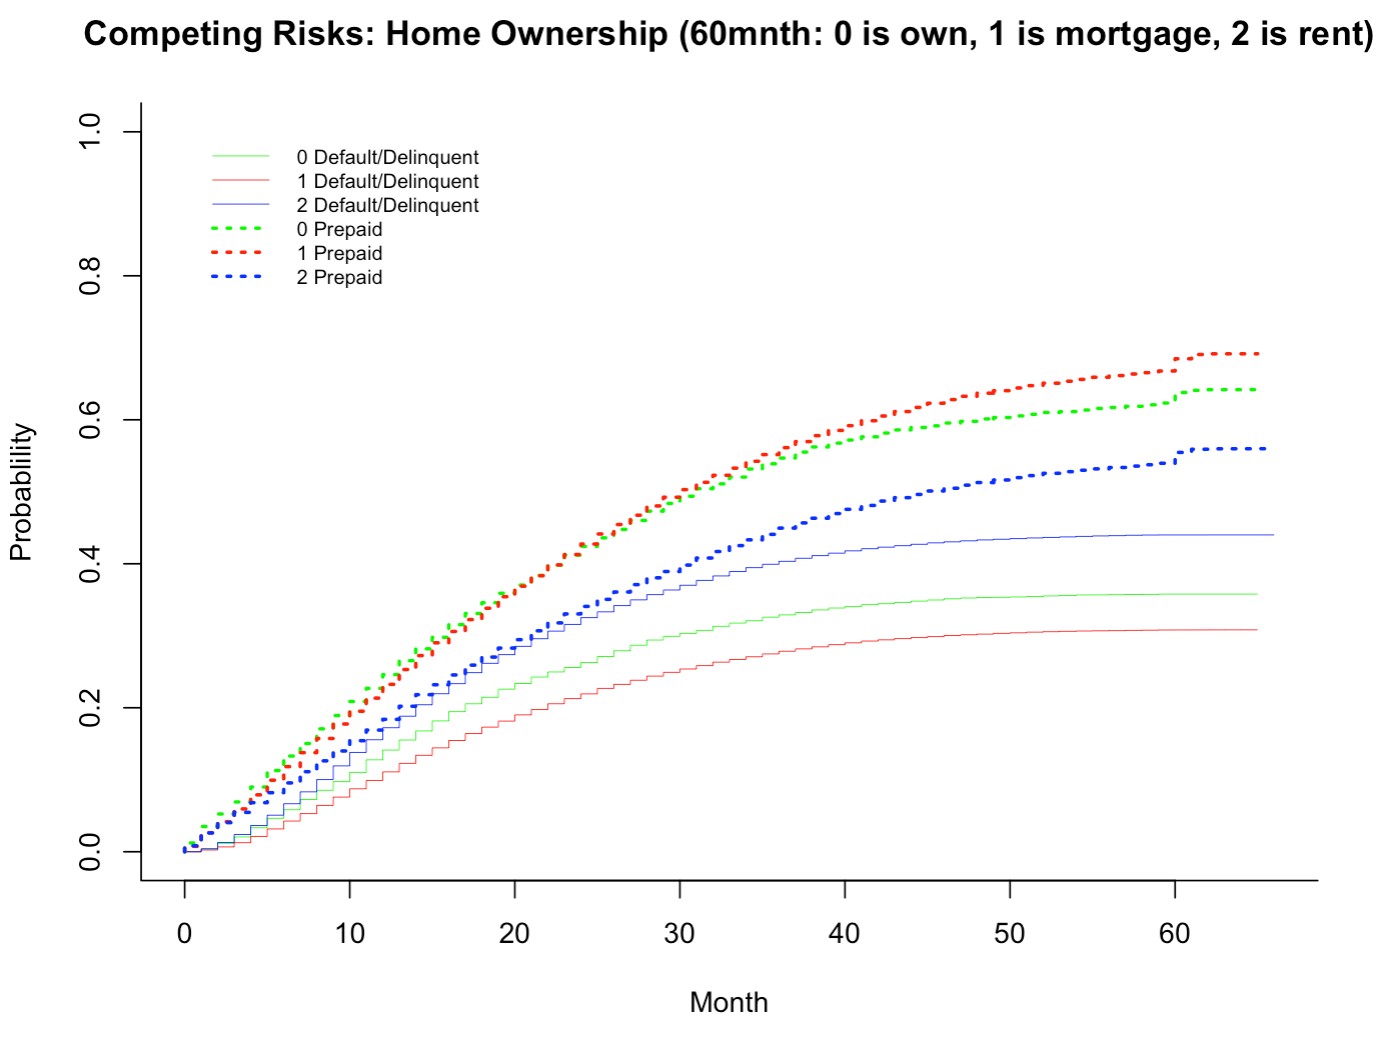 Competing Risks: Home Ownership (60mnth: 0 is own, 1 is mortgage, 2 is rent)
0 Default/Delinquent
1 Default/Delinquent
2 Default/Delinquent
0 Prepaid
1 Prepaid
2 Prepaid
Probablility
1.0
0.8
0.6
0.4
0.2
0.0
0 10 20 30 40 50 60
Month